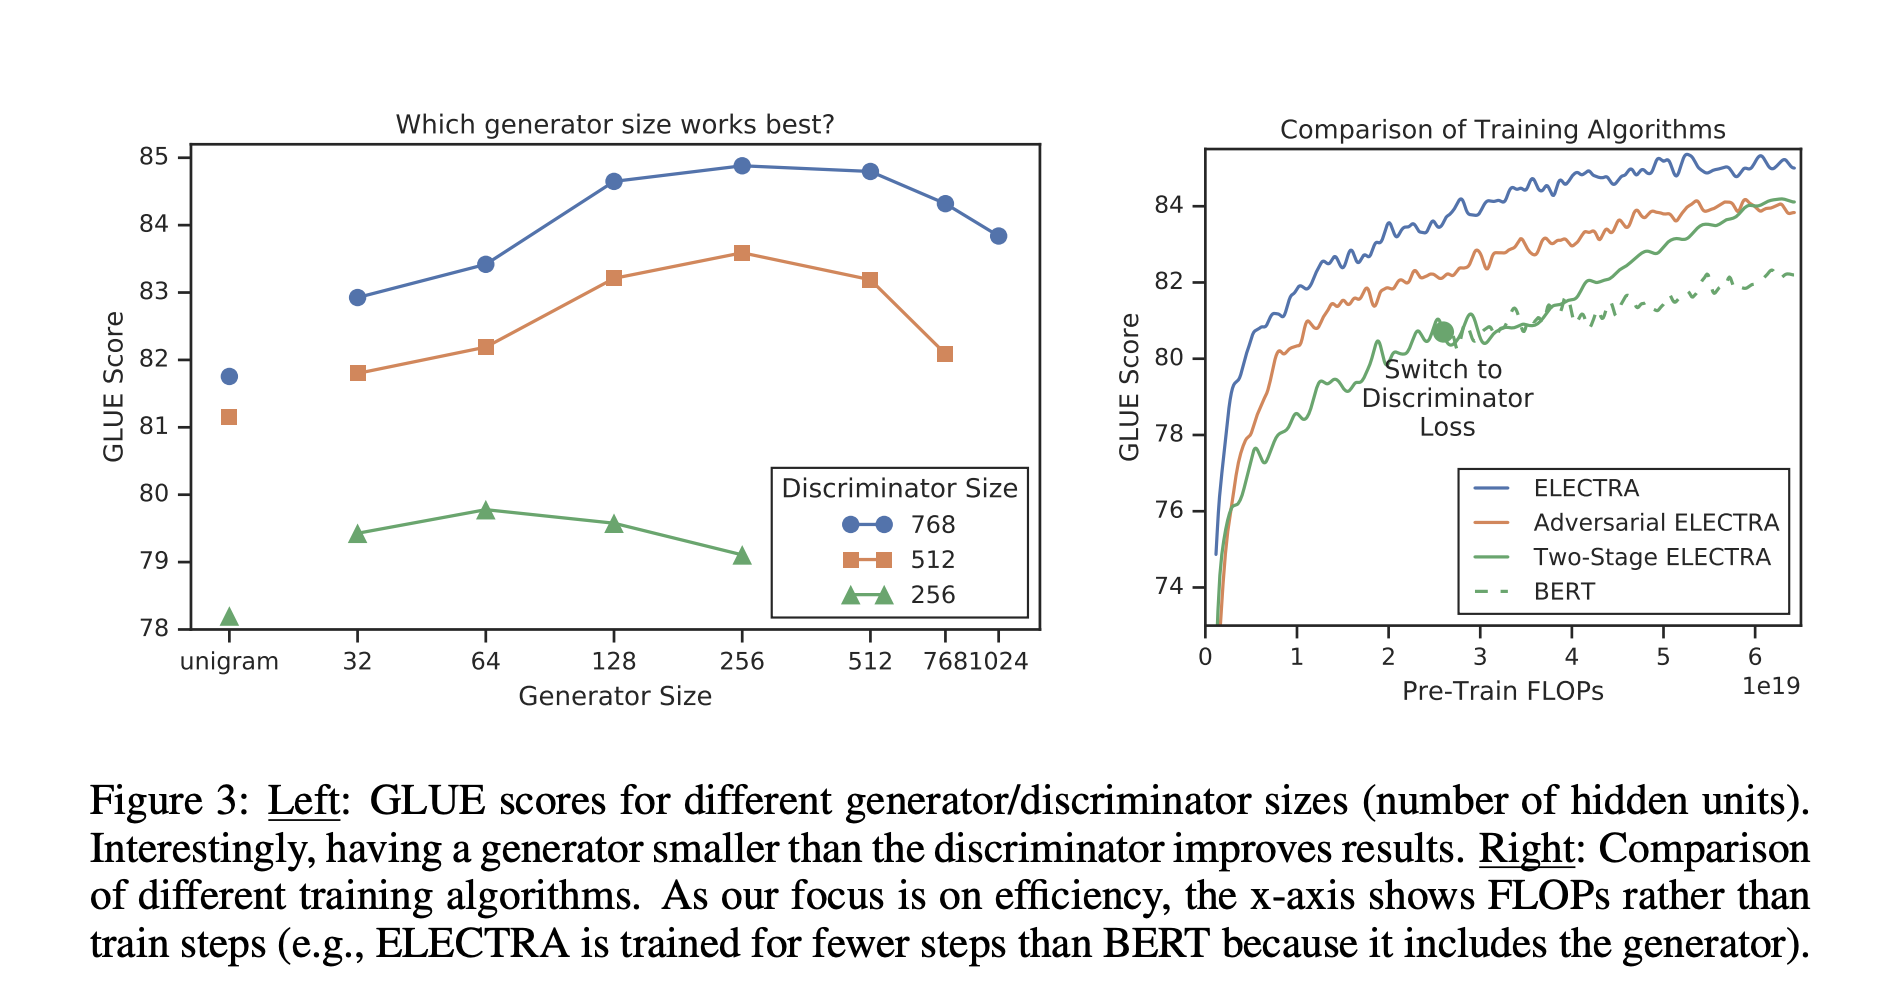 Which generator size works best?
85
84
83
82
81
80
79
78
GLUE Score
unigram 32 64 128 256 512 768 1024
Generator Size
Discriminator Size
768
512
256
Comparison of Training Algorithms
84
82
80
78
76
74
GLUE Score
Switch to
Discriminator
Loss
ELECTRA
Adversarial ELECTRA
Two-Stage ELECTRA
BERT
0 1 2 3 4 5 6
1e19
Pre-Train FLOPs
Figure 3: Left: GLUE scores for different generator/discriminator sizes (number of hidden units).
Interestingly, having a generator smaller than the discriminator improves results. Right: Comparison
of different training algorithms. As our focus is on efficiency, the x-axis shows FLOPs rather than
train steps (e.g., ELECTRA is trained for fewer steps than BERT because it includes the generator).